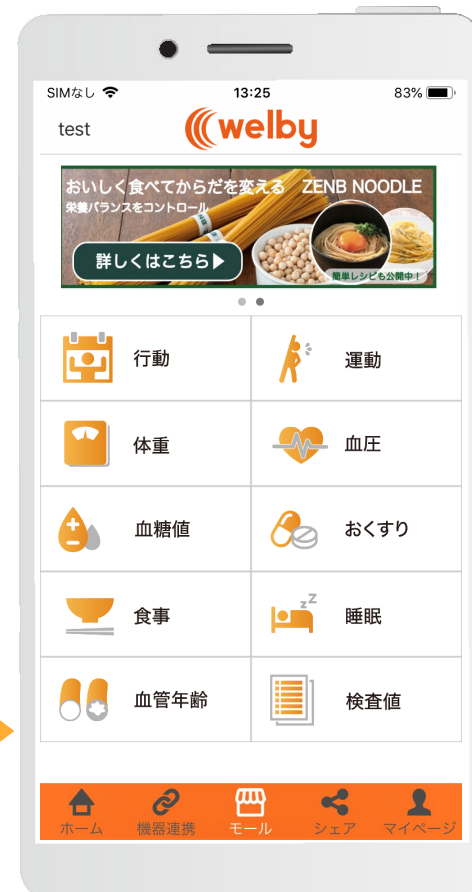 SIMなし 13:25 83%
test welby
おいしく食べてからだを変える ZENB NOODLE
栄養バランスをコントロール
詳しくはこちら▶
簡単レシピも公開中！
行動 運動
体重 血圧
血糖値 おくすり
食事 睡眠
zZ
血管年齢 検査値
ホーム 機器連携 モール シェア マイページ